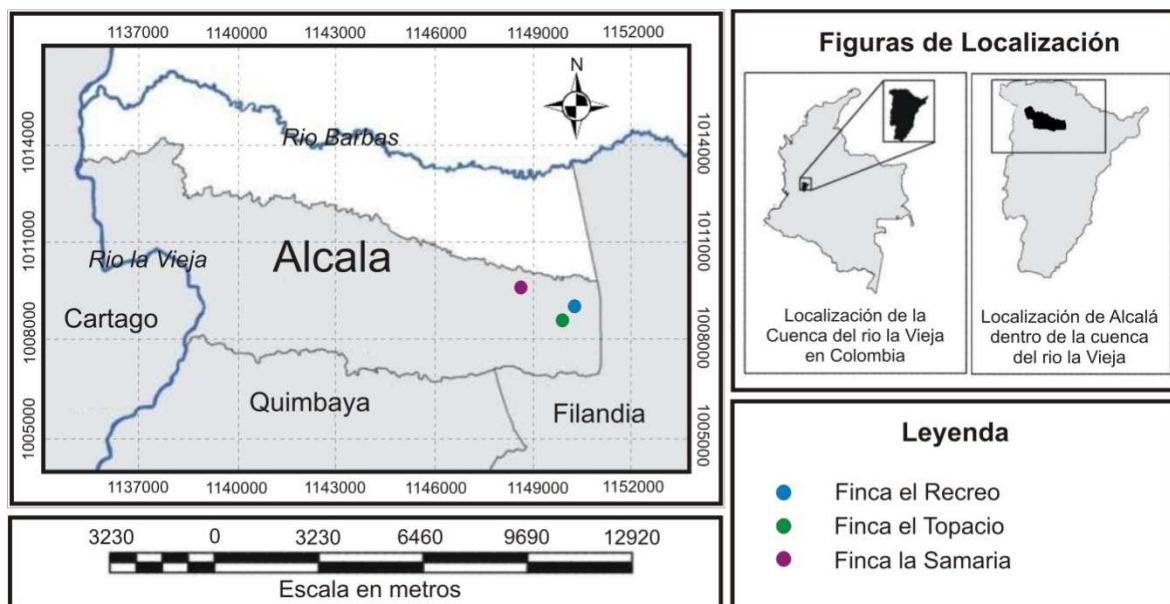 1137000 1140000 1143000 1146000 1149000 1152000
N
1014000
1011000
1008000
1005000
Rio Barbas
Alcala
Rio la Vieja
Cartago
Quimbaya
Filandia
1014000
1011000
1008000
1005000
1137000 1140000 1143000 1146000 1149000 1152000
3230 0 3230 6460 9690 12920
Escala en metros
Figuras de Localización
Localización de la
Cuenca del rio la Vieja
en Colombia
Localización de Alcalá
dentro de la cuenca
del rio la Vieja
Leyenda
Finca el Recreo
Finca el Topacio
Finca la Samaria